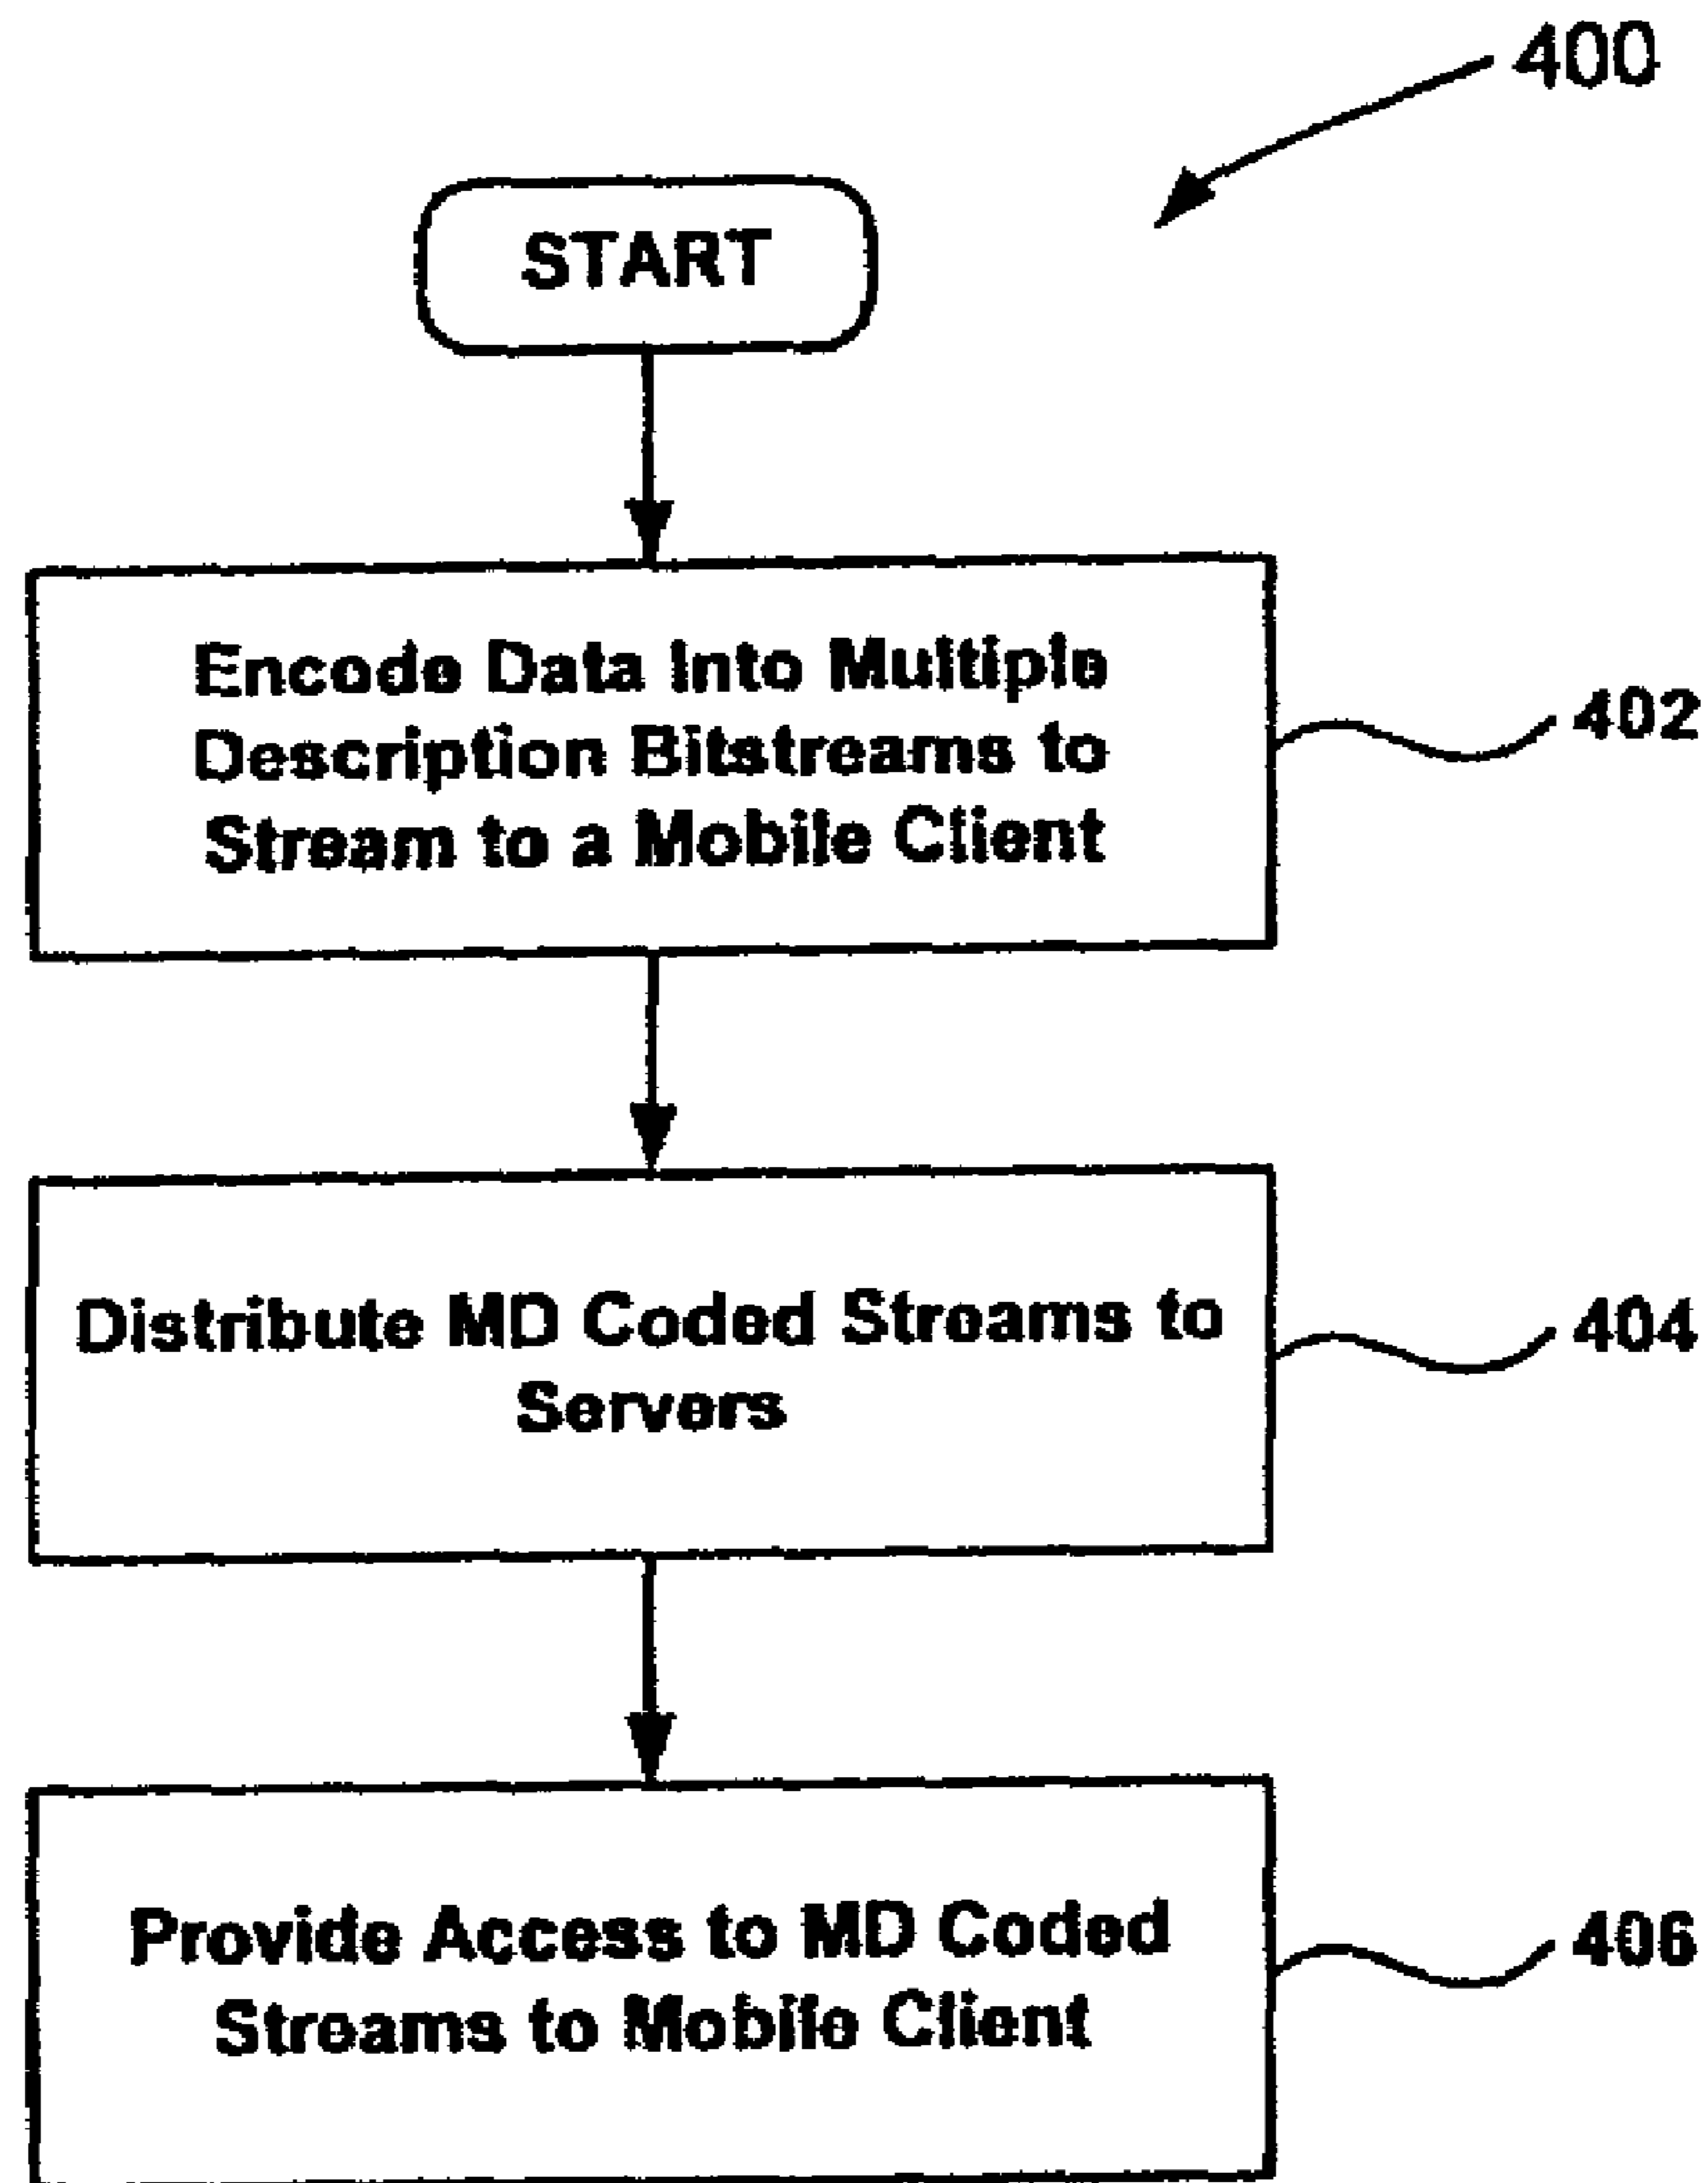 400
START
Encode Data Into Multiple
Description Bitstreams to
Stream to a Mobile Client
402
Distribute MD Coded Streams to
Servers
404
Provide Access to MD Coded
Streams to Mobile Client
406